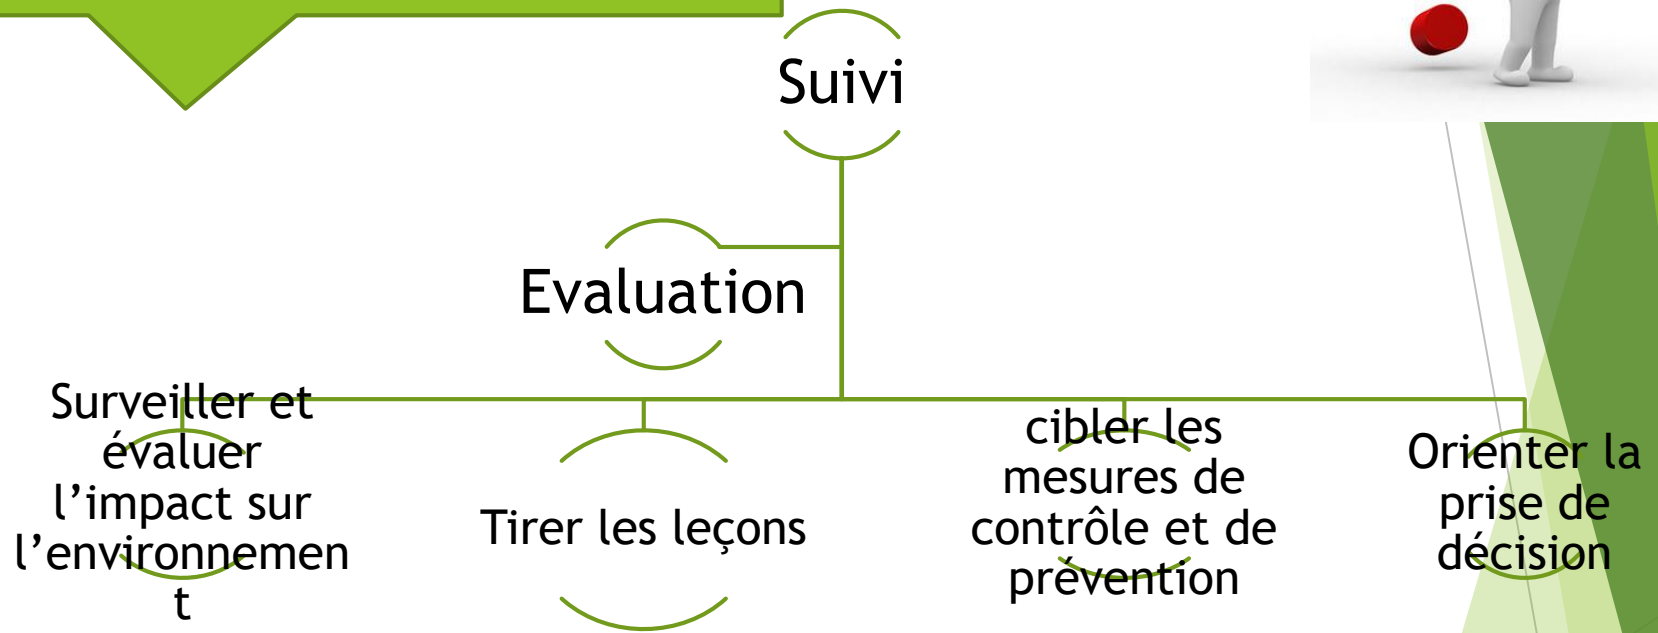 Suivi
Evaluation
Surveiller et
évaluer
l’impact sur
l’environnemen
t
Tirer les leçons
cibler les
mesures de
contrôle et de
prévention
Orienter la
prise de
décision